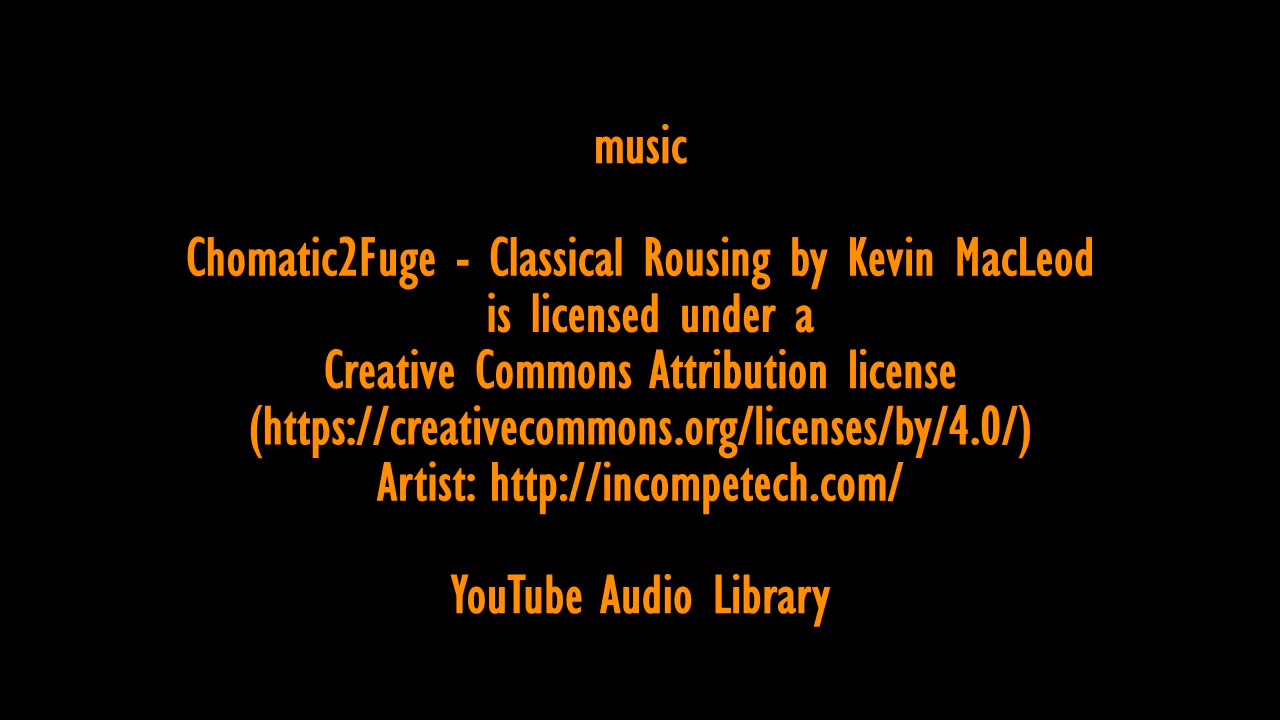 music
Chomatic2Fuge - Classical Rousing by Kevin MacLeod
is licensed under a
Creative Commons Attribution license
(https://creativecommons.org/licenses/by/4.0/)
Artist: http://incompetech.com/
YouTube Audio Library